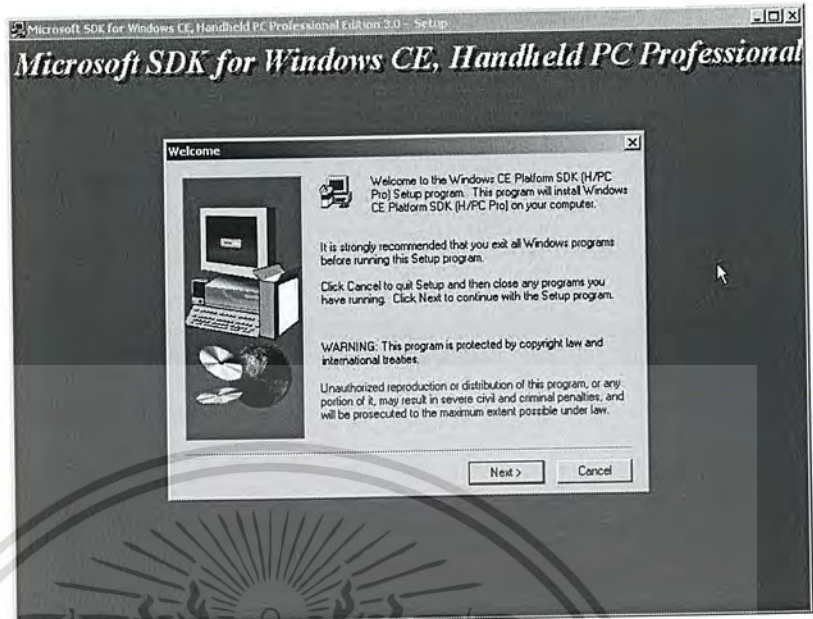 Microsoft SDK for Windows CE, Handheld PC Professional Edition 3.0 - Setup
Microsoft SDK for Windows CE, Handheld PC Professional
Welcome
Welcome to the Windows CE Platform SDK (H/PC
Pro) Setup program. This program will install Windows
CE Platform SDK (H/PC Pro) on your computer.
It is strongly recommended that you exit all Windows programs
before running this Setup program.
Click Cancel to quit Setup and then close any programs you
have running. Click Next to continue with the Setup program.
WARNING: This program is protected by copyright law and
international treaties.
Unauthorized reproduction or distribution of this program, or any
portion of it, may result in severe civil and criminal penalties, and
will be prosecuted to the maximum extent possible under law.
Next >
Cancel